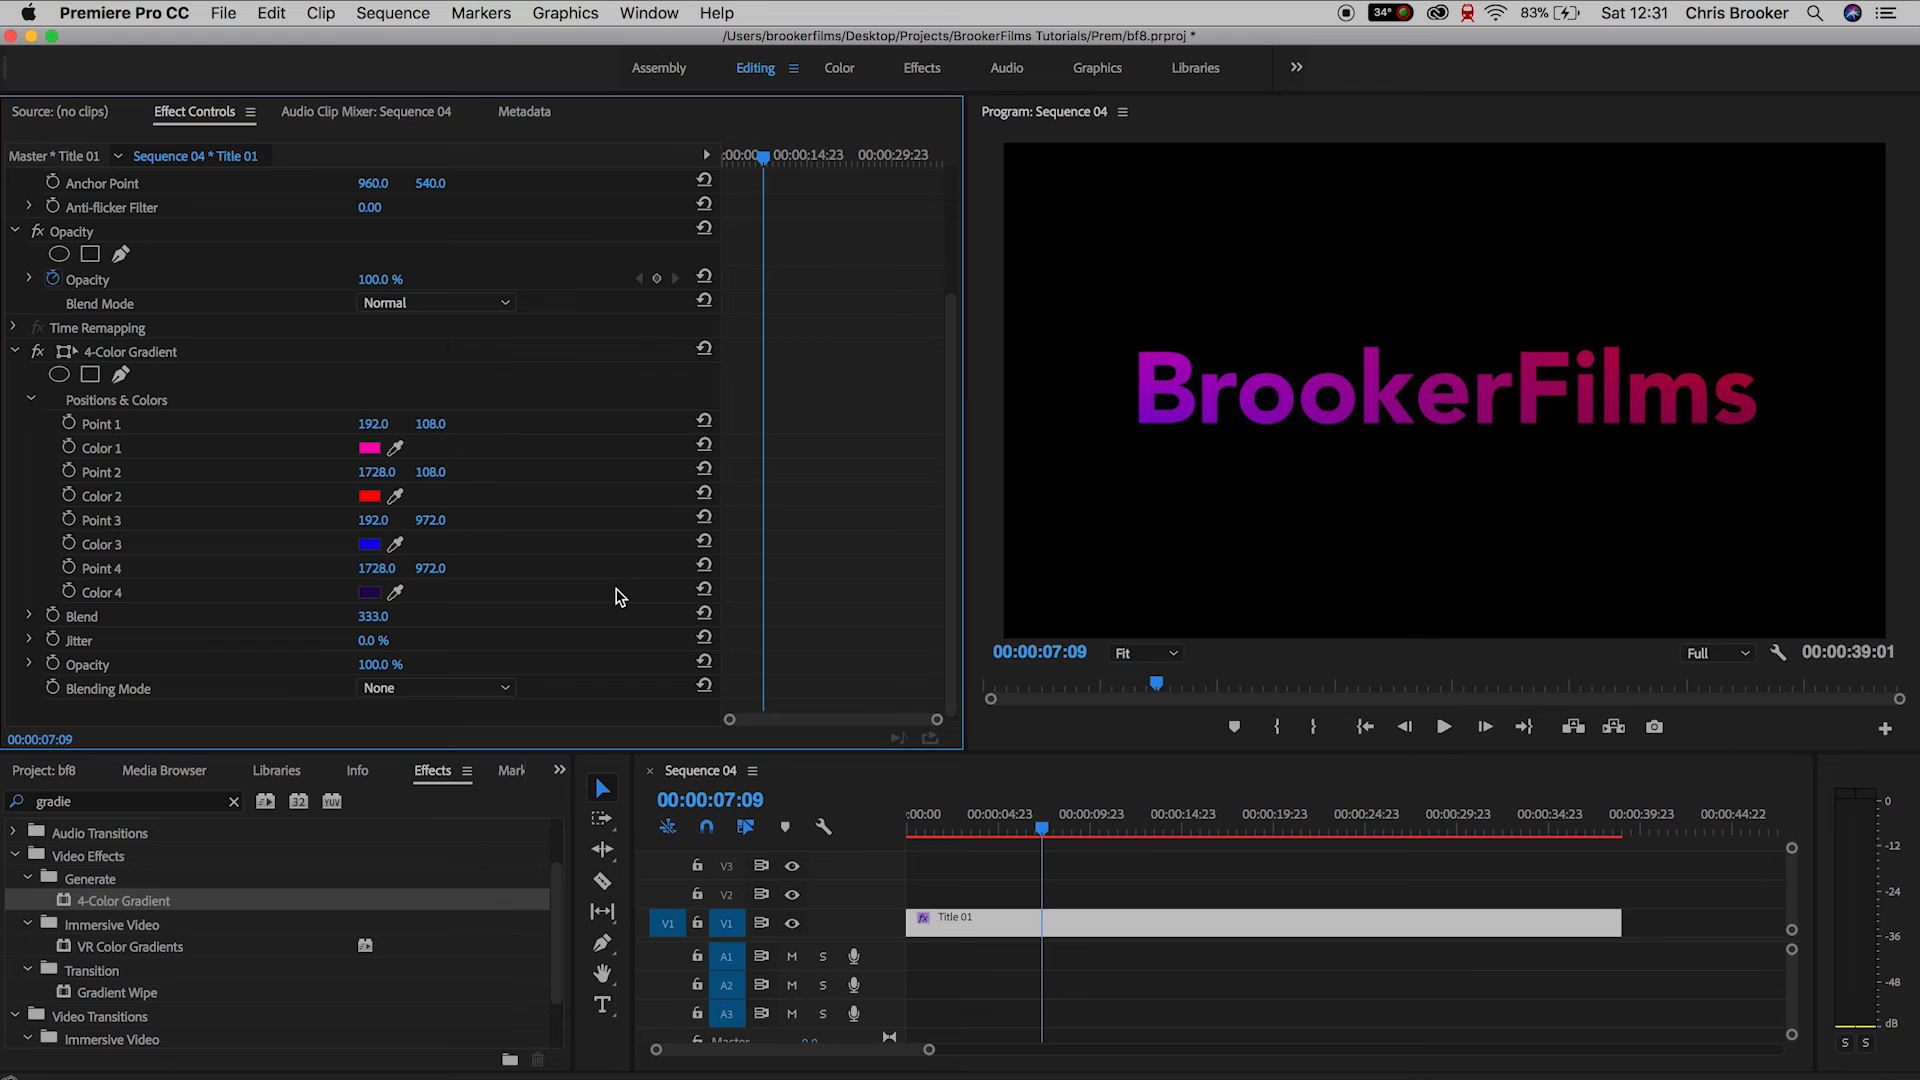 Premiere Pro CC File Edit Clip Sequence Markers Graphics Window Help 34° 83% Sat 12:31 Chris Brooker
/Users/brookerfilms/Desktop/Projects/BrookerFilms Tutorials/Prem/bf8.prproj *
Assembly Editing Color Effects Audio Graphics Libraries
Source: (no clips) Effect Controls Audio Clip Mixer: Sequence 04 Metadata
Program: Sequence 04
Master * Title 01 Sequence 04 * Title 01 :00:00 00:00:14:23 00:00:29:23
Anchor Point 960.0 540.0
Anti-flicker Filter 0.00
fx Opacity
Opacity 100.0 %
Blend Mode Normal
fx Time Remapping
fx 4-Color Gradient
Positions & Colors
Point 1 192.0 108.0
Color 1
Point 2 1728.0 108.0
Color 2
Point 3 192.0 972.0
Color 3
Point 4 1728.0 972.0
Color 4
Blend 333.0
Jitter 0.0 %
Opacity 100.0 %
Blending Mode None
00:00:07:09
BrookerFilms
00:00:07:09 Fit Full 00:00:39:01
Project: bf8 Media Browser Libraries Info Effects Mark
gradie 32 YUV
Audio Transitions
Video Effects
Generate
4-Color Gradient
Immersive Video
VR Color Gradients
Transition
Gradient Wipe
Video Transitions
Immersive Video
T
Sequence 04
00:00:07:09
:00:00 00:00:04:23 00:00:09:23 00:00:14:23 00:00:19:23 00:00:24:23 00:00:29:23 00:00:34:23 00:00:39:23 00:00:44:22
V3
V2
V1 V1 fx Title 01
A1 M S
A2 M S
A3 M S
Master 0.0
0
-12
-24
-36
-48
dB
S S